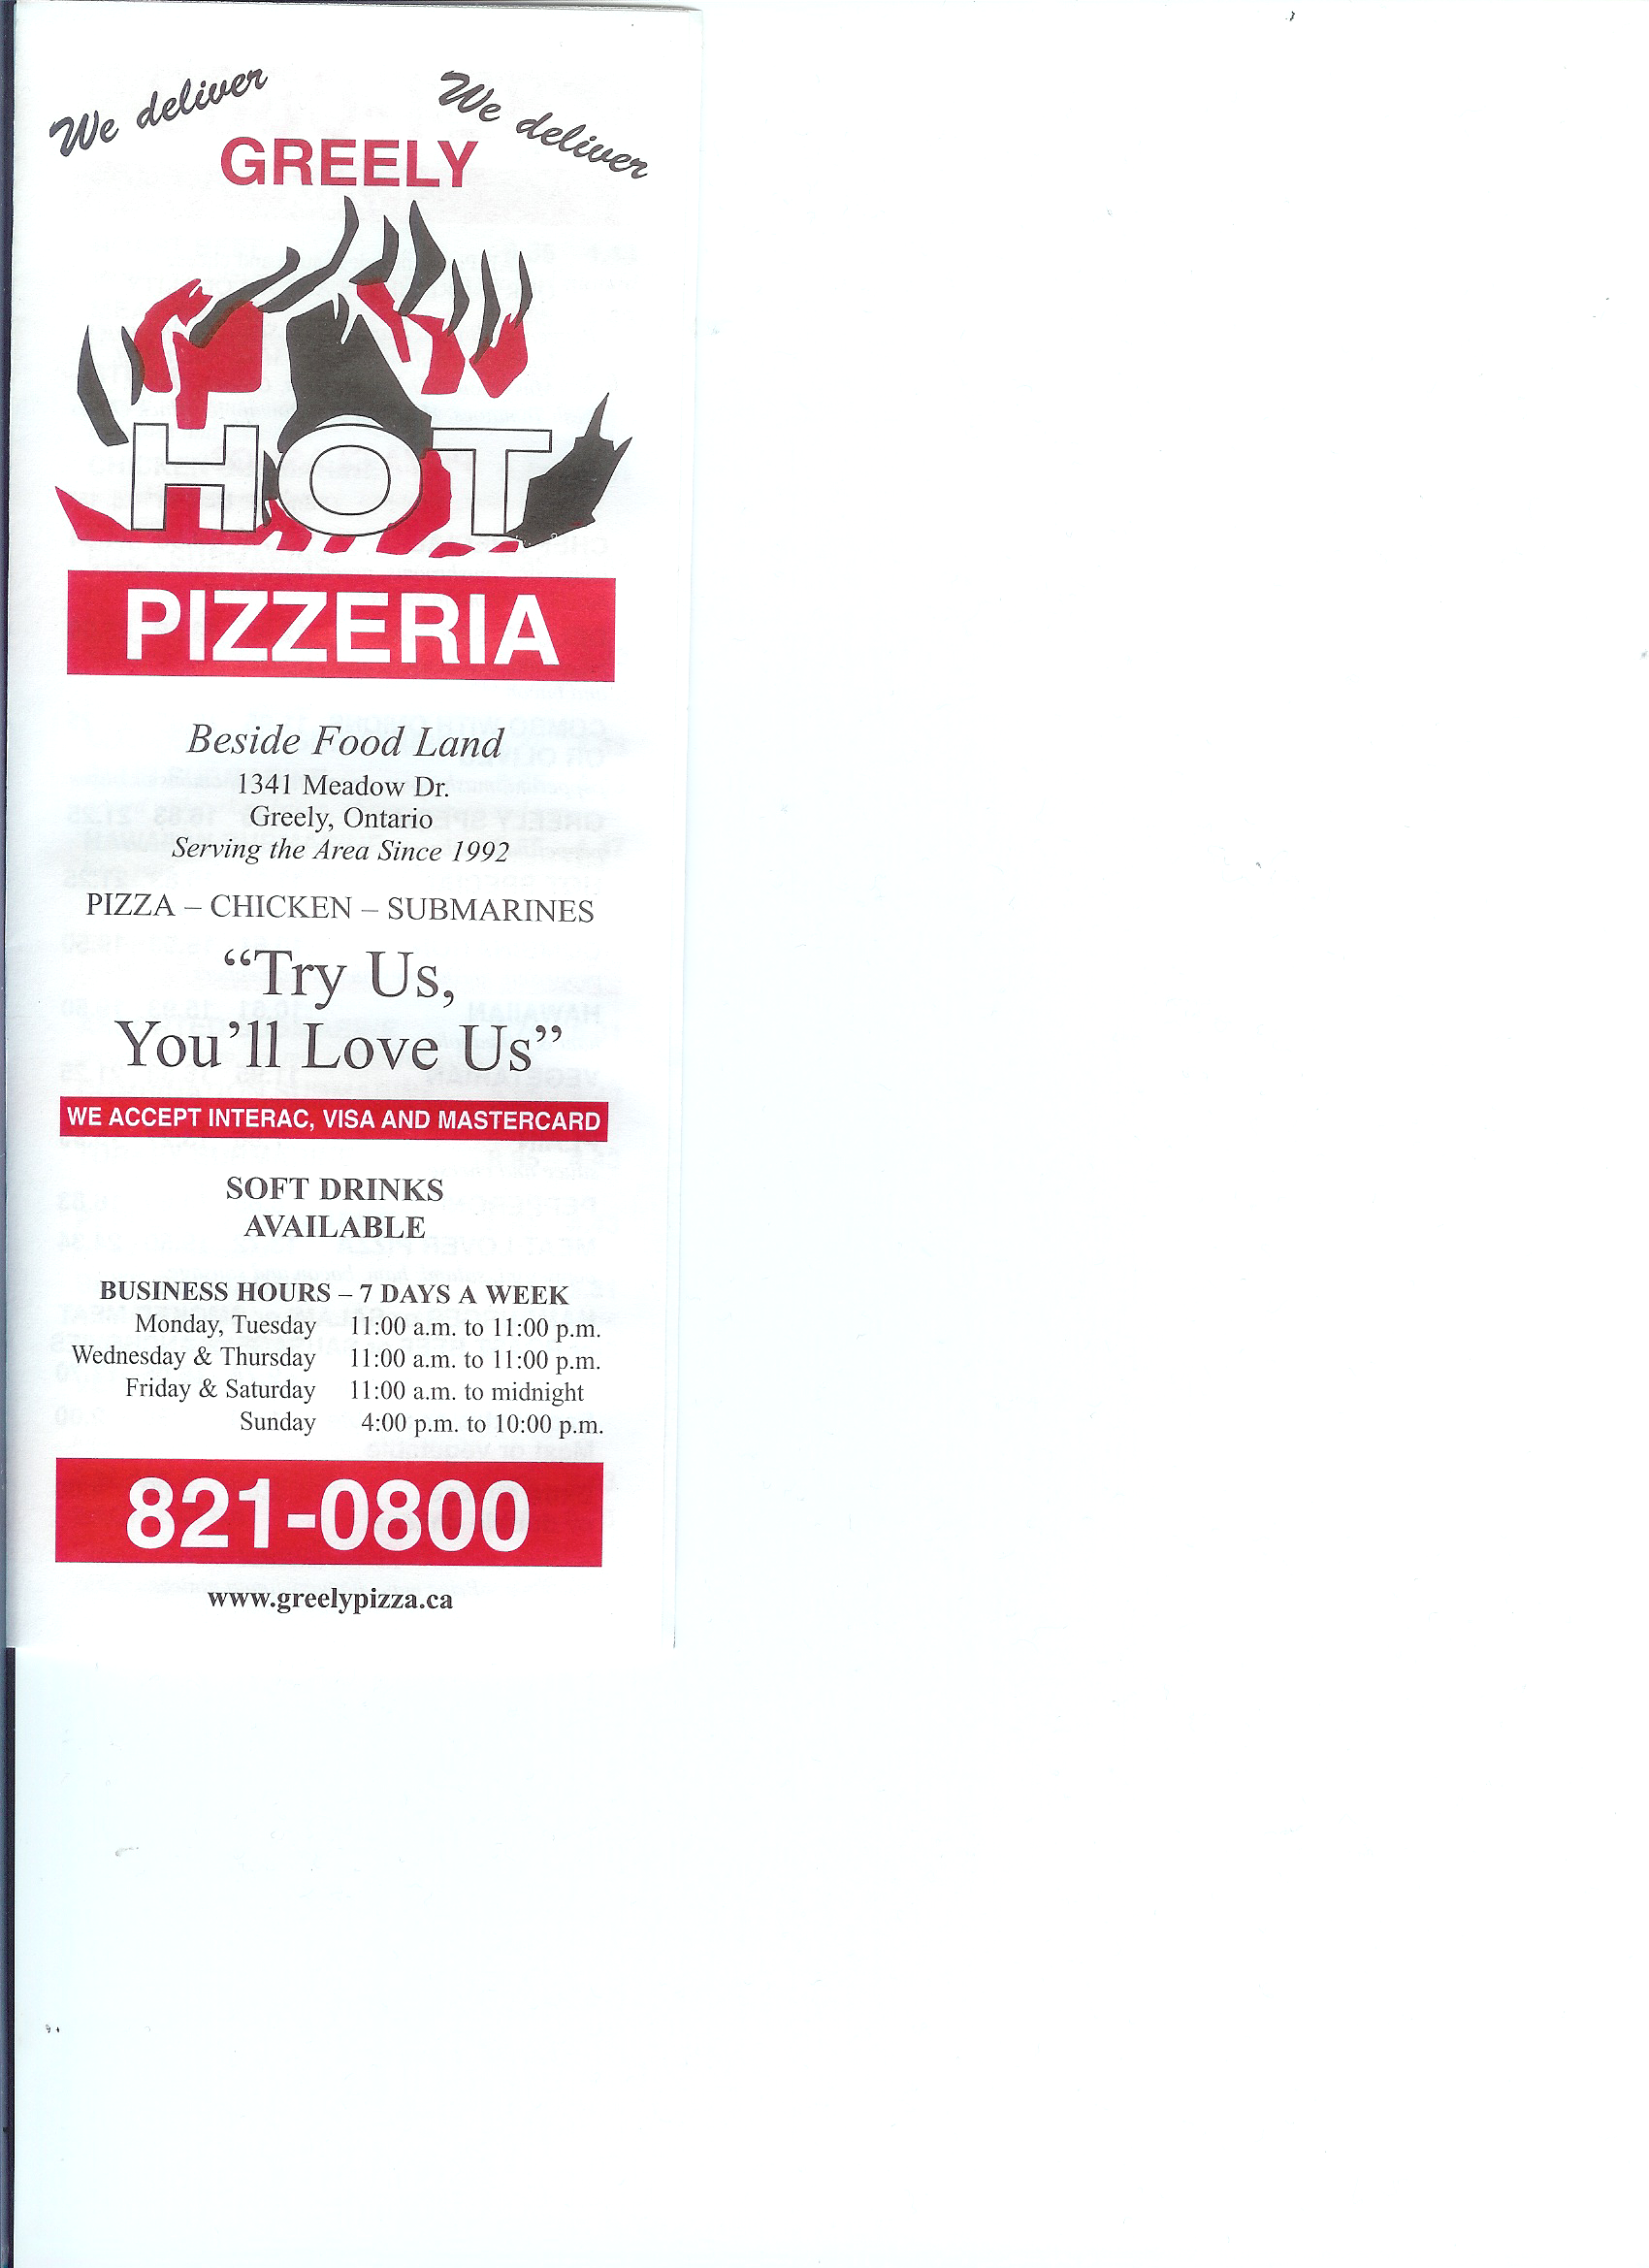 We deliver We deliver
GREELY
HOT
PIZZERIA
Beside Food Land
1341 Meadow Dr.
Greely, Ontario
Serving the Area Since 1992
PIZZA – CHICKEN – SUBMARINES
“Try Us,
You’ll Love Us”
WE ACCEPT INTERAC, VISA AND MASTERCARD
SOFT DRINKS
AVAILABLE
BUSINESS HOURS – 7 DAYS A WEEK
Monday, Tuesday 11:00 a.m. to 11:00 p.m.
Wednesday & Thursday 11:00 a.m. to 11:00 p.m.
Friday & Saturday 11:00 a.m. to midnight
Sunday 4:00 p.m. to 10:00 p.m.
821-0800
www.greelypizza.ca